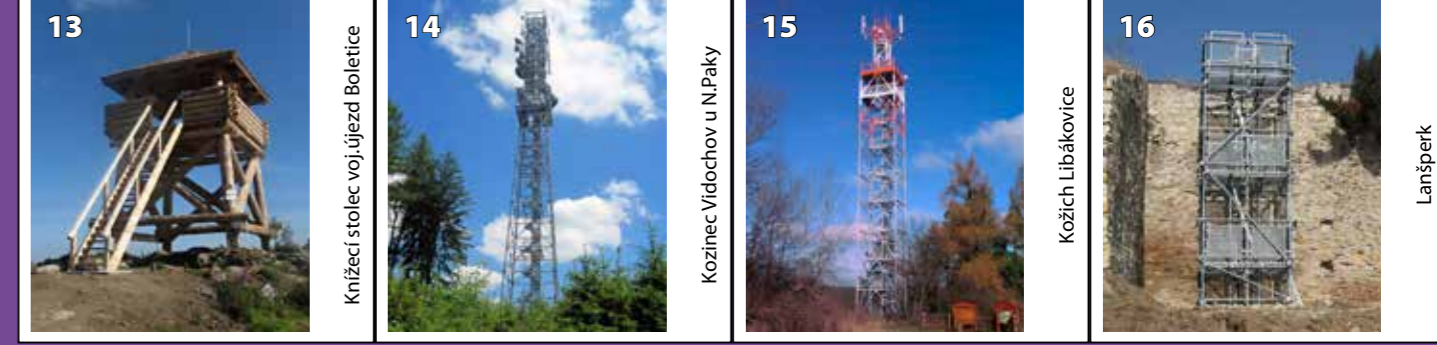 13
Knížecí stolec voj.újezd Boletice
14
Kozinec Vidochov u N.Paky
15
Kožich Libákovice
16
Lanšperk